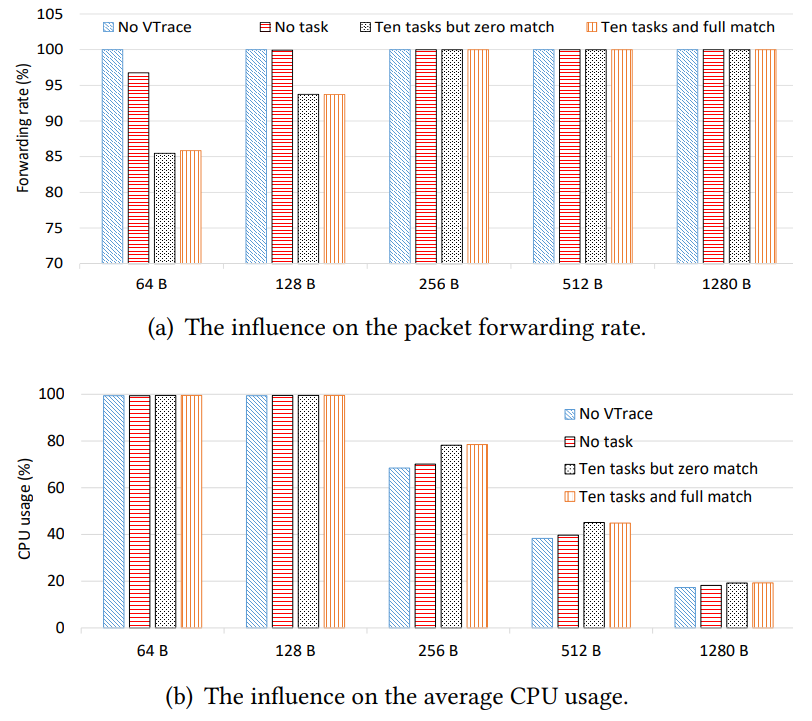 105
No VTrace No task Ten tasks but zero match Ten tasks and full match
100
95
90
85
80
75
70
Forwarding rate (%)
64 B 128 B 256 B 512 B 1280 B
(a) The influence on the packet forwarding rate.
100
80
60
40
20
0
CPU usage (%)
No VTrace
No task
Ten tasks but zero match
Ten tasks and full match
64 B 128 B 256 B 512 B 1280 B
(b) The influence on the average CPU usage.